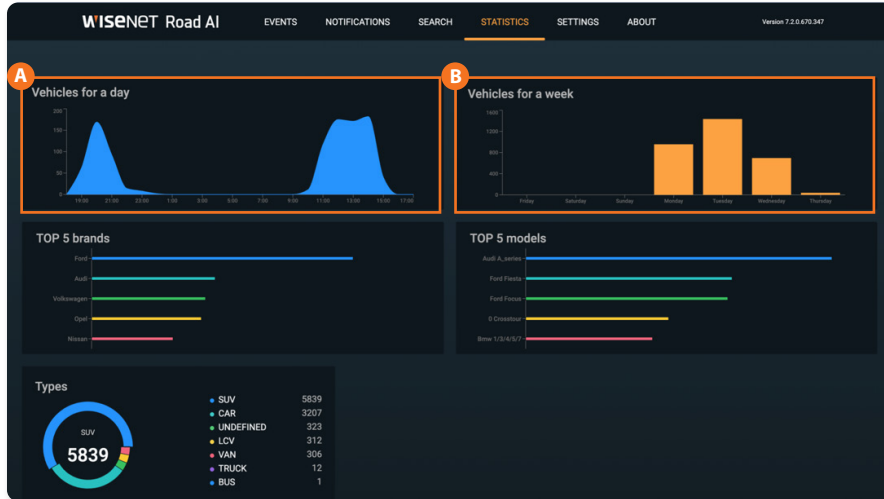 WISENET Road AI EVENTS NOTIFICATIONS SEARCH STATISTICS SETTINGS ABOUT Version 7.2.0.670.347
A
Vehicles for a day
200
150
100
50
0
19:00 21:00 23:00 1:00 3:00 5:00 7:00 9:00 11:00 13:00 15:00 17:00
B
Vehicles for a week
1600
1200
800
400
0
Friday Saturday Sunday Monday Tuesday Wednesday Thursday
TOP 5 brands
Ford
Audi
Volkswagen
Opel
Nissan
TOP 5 models
Audi A_series
Ford Fiesta
Ford Focus
0 Crosstour
Bmw 1/3/4/5/7
Types
SUV
5839
SUV 5839
CAR 3207
UNDEFINED 323
LCV 312
VAN 306
TRUCK 12
BUS 1